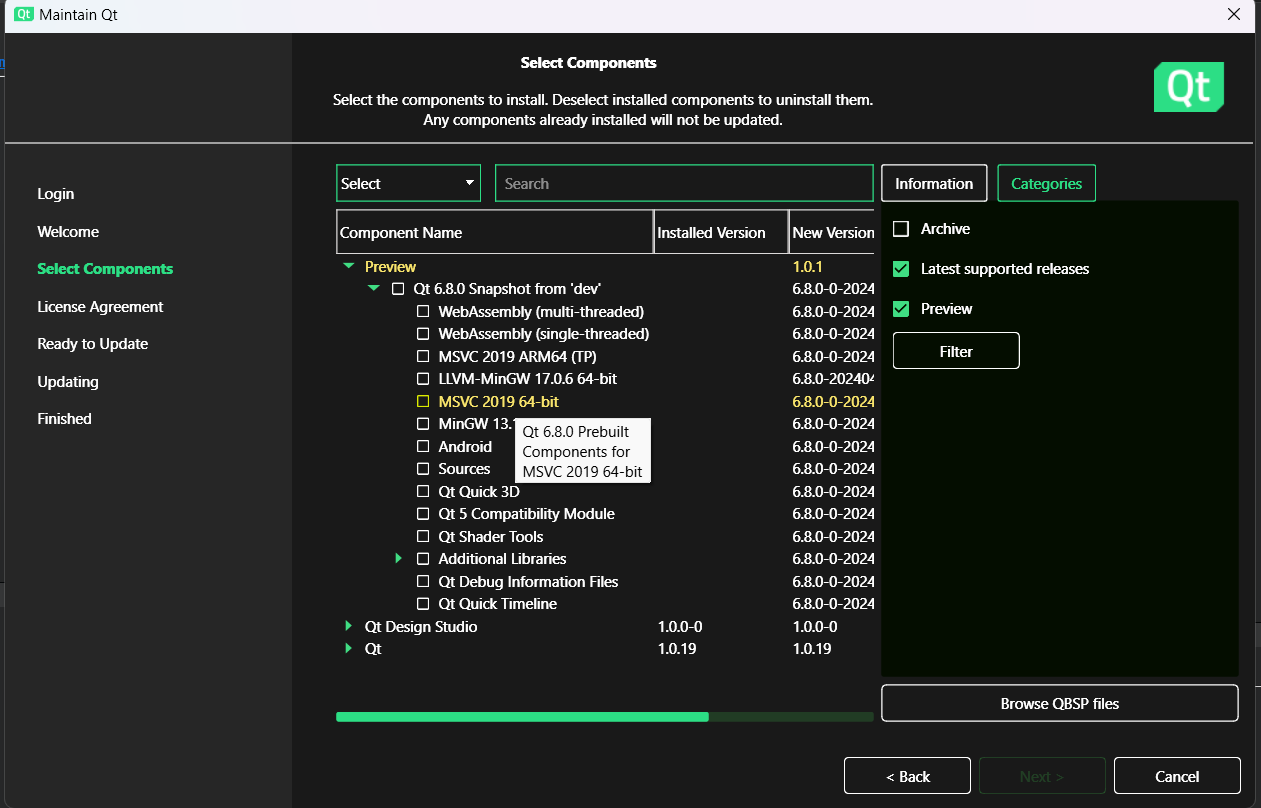 Qt Maintain Qt
Select Components
Select the components to install. Deselect installed components to uninstall them.
Any components already installed will not be updated.
Qt
Login
Welcome
Select Components
License Agreement
Ready to Update
Updating
Finished
Select
Search
Information
Categories
Component Name Installed Version New Version
Preview 1.0.1
Qt 6.8.0 Snapshot from 'dev' 6.8.0-0-2024
WebAssembly (multi-threaded) 6.8.0-0-2024
WebAssembly (single-threaded) 6.8.0-0-2024
MSVC 2019 ARM64 (TP) 6.8.0-0-2024
LLVM-MinGW 17.0.6 64-bit 6.8.0-202404
MSVC 2019 64-bit 6.8.0-0-2024
MinGW 13.1 6.8.0-0-2024
Android 6.8.0-0-2024
Sources 6.8.0-0-2024
Qt Quick 3D 6.8.0-0-2024
Qt 5 Compatibility Module 6.8.0-0-2024
Qt Shader Tools 6.8.0-0-2024
Additional Libraries 6.8.0-0-2024
Qt Debug Information Files 6.8.0-0-2024
Qt Quick Timeline 6.8.0-0-2024
Qt Design Studio 1.0.0-0 1.0.0-0
Qt 1.0.19 1.0.19
Qt 6.8.0 Prebuilt
Components for
MSVC 2019 64-bit
Archive
Latest supported releases
Preview
Filter
Browse QBSP files
< Back
Next >
Cancel